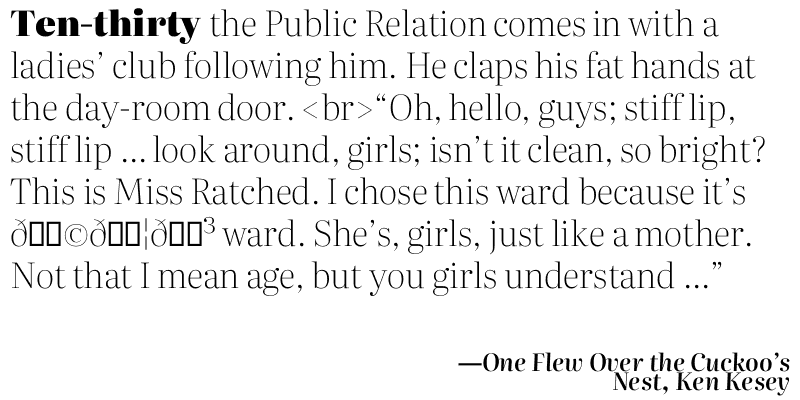 Ten-thirty the Public Relation comes in with a
ladies’ club following him. He claps his fat hands at
the day-room door. <br>“Oh, hello, guys; stiff lip,
stiff lip … look around, girls; isn’t it clean, so bright?
This is Miss Ratched. I chose this ward because it’s
ð▯▯©ð▯▯¦ð▯▯³ ward. She’s, girls, just like a mother.
Not that I mean age, but you girls understand …”
—One Flew Over the Cuckoo’s
Nest, Ken Kesey